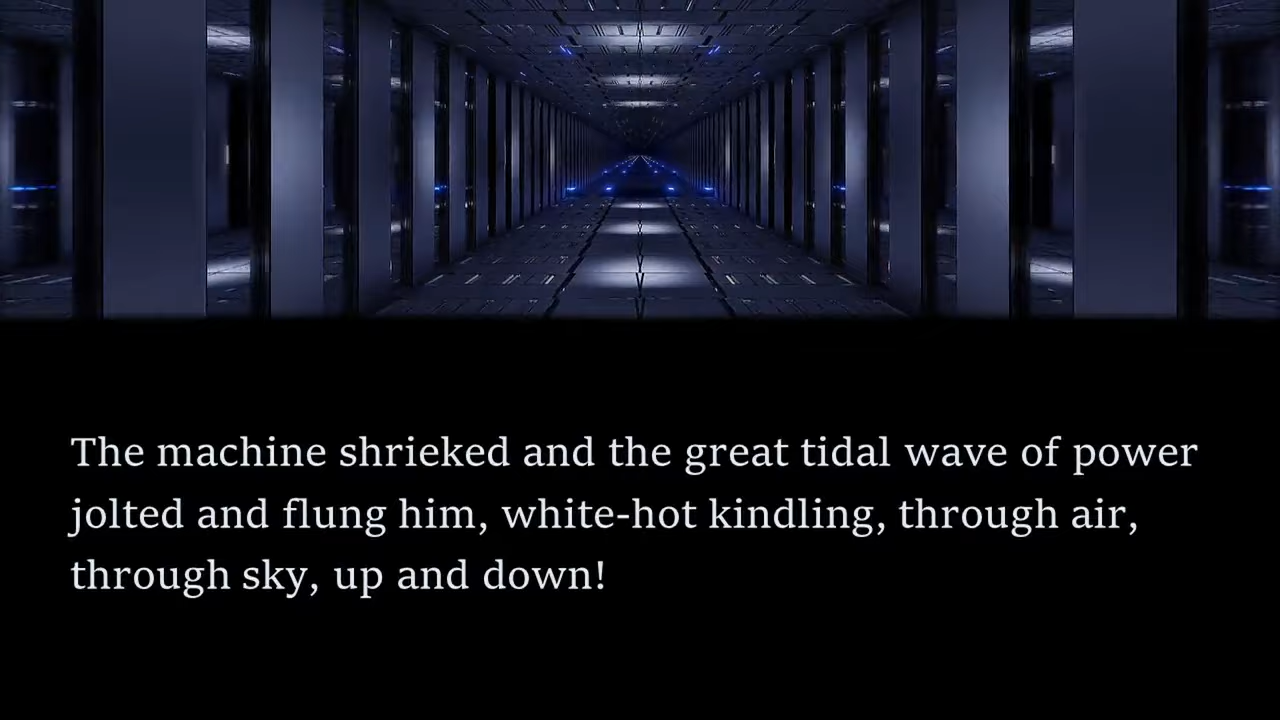 The machine shrieked and the great tidal wave of power
jolted and flung him, white-hot kindling, through air,
through sky, up and down!